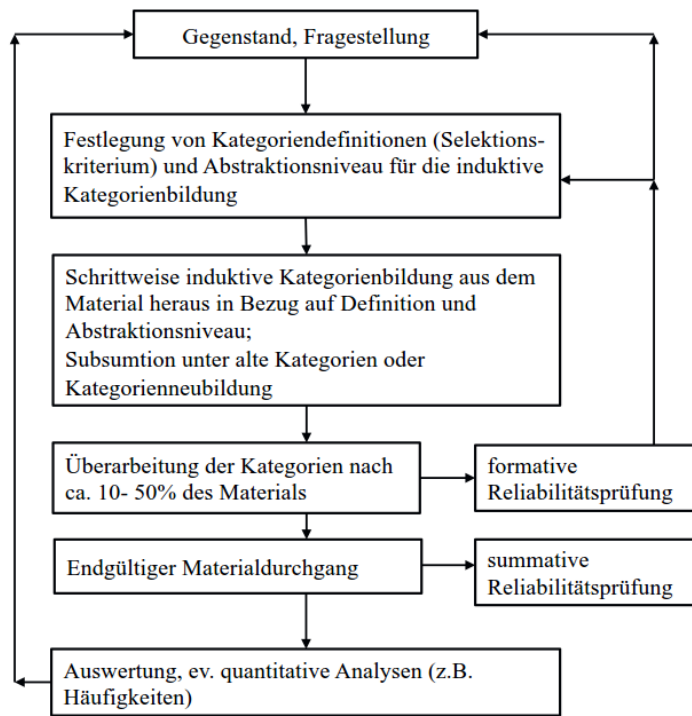 Gegenstand, Fragestellung
Festlegung von Kategoriendefinitionen (Selektions-
kriterium) und Abstraktionsniveau für die induktive
Kategorienbildung
Schrittweise induktive Kategorienbildung aus dem
Material heraus in Bezug auf Definition und
Abstraktionsniveau;
Subsumtion unter alte Kategorien oder
Kategorienneubildung
Überarbeitung der Kategorien nach
ca. 10- 50% des Materials
formative
Reliabilitätsprüfung
Endgültiger Materialdurchgang
summative
Reliabilitätsprüfung
Auswertung, ev. quantitative Analysen (z.B.
Häufigkeiten)